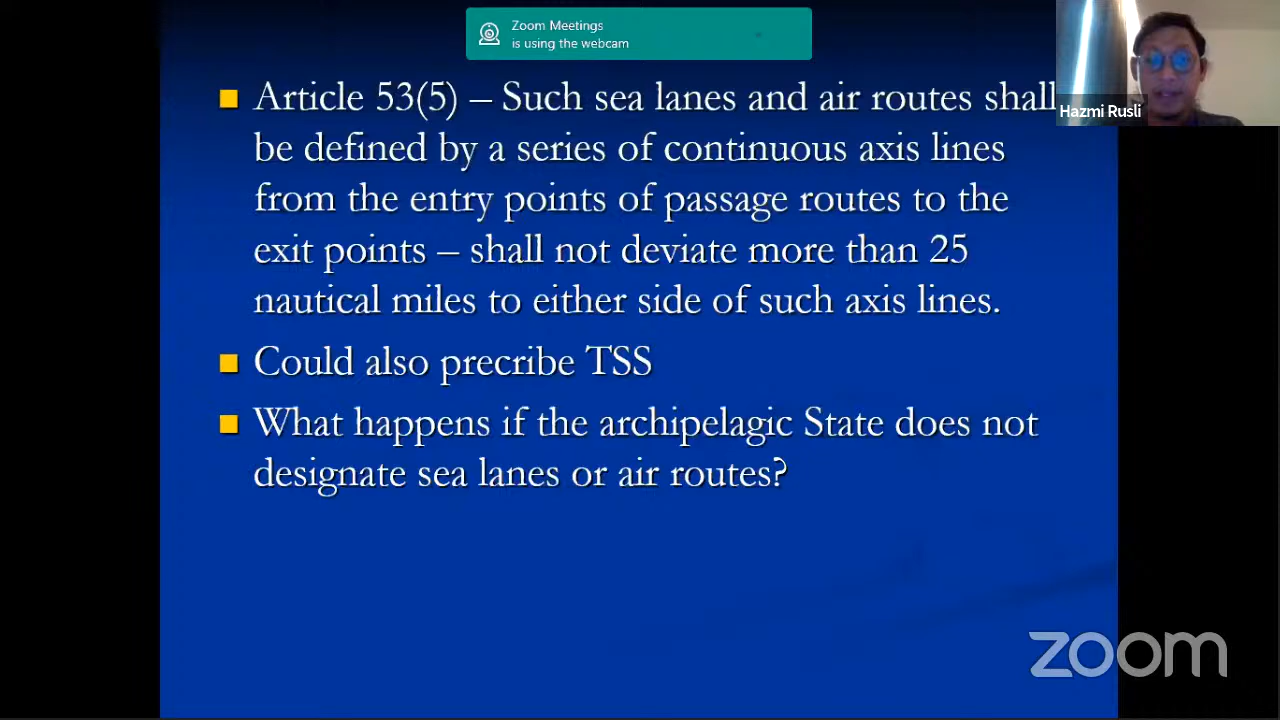 Zoom Meetings
is using the webcam
Hazmi Rusli
Article 53(5) – Such sea lanes and air routes shall
be defined by a series of continuous axis lines
from the entry points of passage routes to the
exit points – shall not deviate more than 25
nautical miles to either side of such axis lines.
Could also precribe TSS
What happens if the archipelagic State does not
designate sea lanes or air routes?
zoom